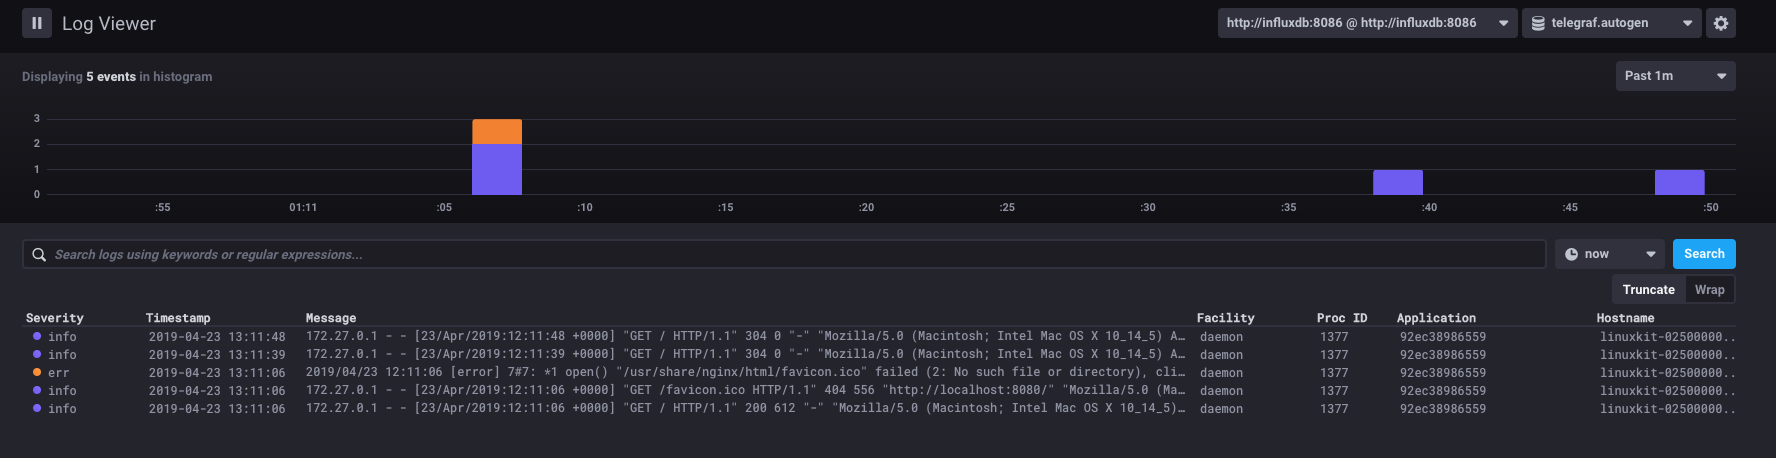 Log Viewer
http://influxdb:8086 @ http://influxdb:8086
telegraf.autogen
Displaying 5 events in histogram
Past 1m
3
2
1
0
:55 01:11 :05 :10 :15 :20 :25 :30 :35 :40 :45 :50
Search logs using keywords or regular expressions...
now
Search
Truncate Wrap
Severity Timestamp Message Facility Proc ID Application Hostname
info 2019-04-23 13:11:48 172.27.0.1 - - [23/Apr/2019:12:11:48 +0000] "GET / HTTP/1.1" 304 0 "-" "Mozilla/5.0 (Macintosh; Intel Mac OS X 10_14_5) A… daemon 1377 92ec38986559 linuxkit-02500000..
info 2019-04-23 13:11:39 172.27.0.1 - - [23/Apr/2019:12:11:39 +0000] "GET / HTTP/1.1" 304 0 "-" "Mozilla/5.0 (Macintosh; Intel Mac OS X 10_14_5) A… daemon 1377 92ec38986559 linuxkit-02500000..
err 2019-04-23 13:11:06 2019/04/23 12:11:06 [error] 7#7: *1 open() "/usr/share/nginx/html/favicon.ico" failed (2: No such file or directory), cli… daemon 1377 92ec38986559 linuxkit-02500000..
info 2019-04-23 13:11:06 172.27.0.1 - - [23/Apr/2019:12:11:06 +0000] "GET /favicon.ico HTTP/1.1" 404 556 "http://localhost:8080/" "Mozilla/5.0 (Ma… daemon 1377 92ec38986559 linuxkit-02500000..
info 2019-04-23 13:11:06 172.27.0.1 - - [23/Apr/2019:12:11:06 +0000] "GET / HTTP/1.1" 200 612 "-" "Mozilla/5.0 (Macintosh; Intel Mac OS X 10_14_5)… daemon 1377 92ec38986559 linuxkit-02500000..